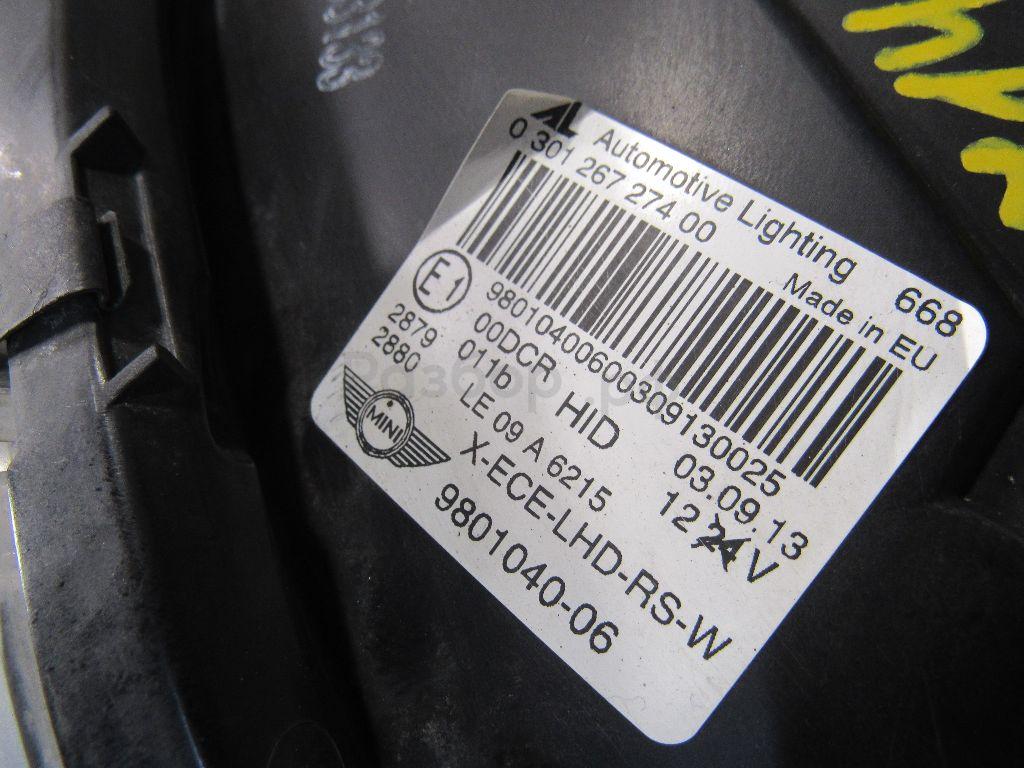 AL Automotive Lighting 668
0 301 267 274 00 Made in EU
98010400600309130025
E1 00DCR HID 03.09.13
2879 011b 12 24 V
2880 LE 09 A 6215
MINI X-ECE-LHD-RS-W
9801040-06